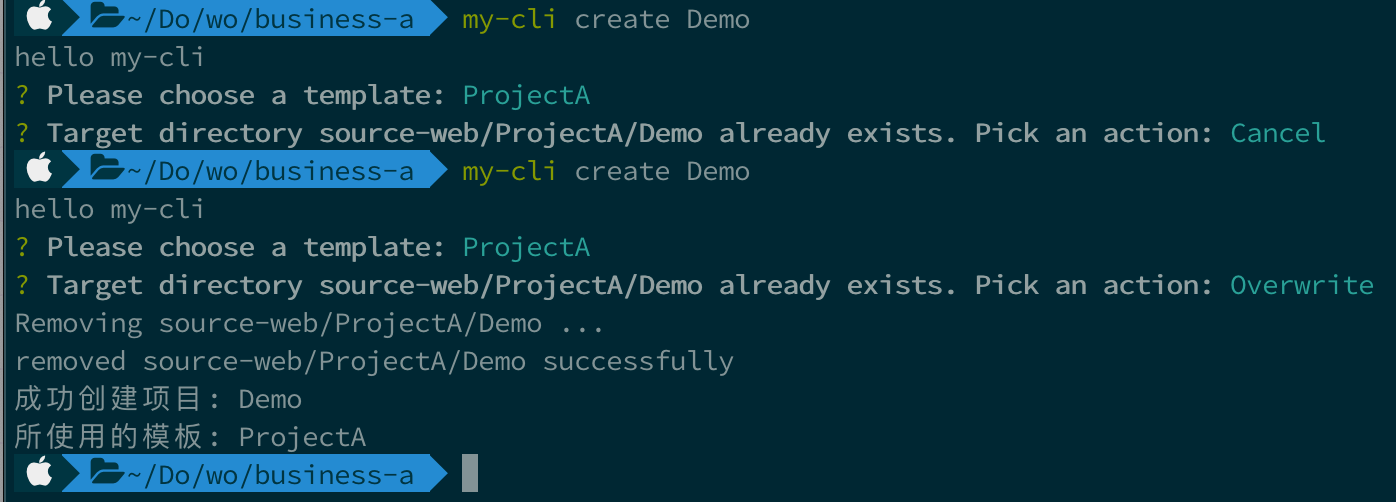 ~/Do/wo/business-a my-cli create Demo
hello my-cli
? Please choose a template: ProjectA
? Target directory source-web/ProjectA/Demo already exists. Pick an action: Cancel
~/Do/wo/business-a my-cli create Demo
hello my-cli
? Please choose a template: ProjectA
? Target directory source-web/ProjectA/Demo already exists. Pick an action: Overwrite
Removing source-web/ProjectA/Demo ...
removed source-web/ProjectA/Demo successfully
成功创建项目: Demo
所使用的模板: ProjectA
~/Do/wo/business-a